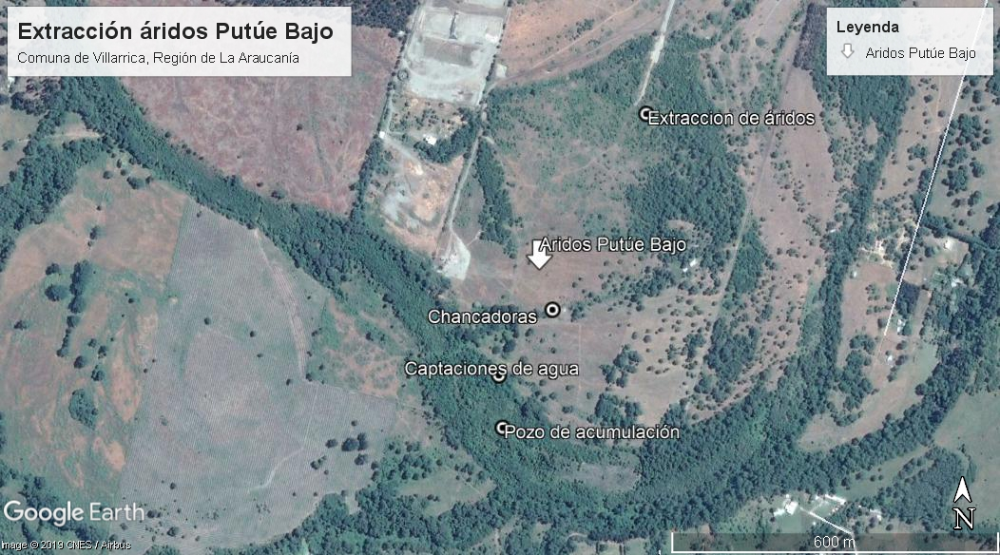 Extracción áridos Putúe Bajo
Comuna de Villarrica, Región de La Araucanía
Leyenda
Aridos Putúe Bajo
Extraccion de áridos
Aridos Putúe Bajo
Chancadoras
Captaciones de agua
Pozo de acumulación
Google Earth
Image © 2019 CNES / Airbus
600 m
N